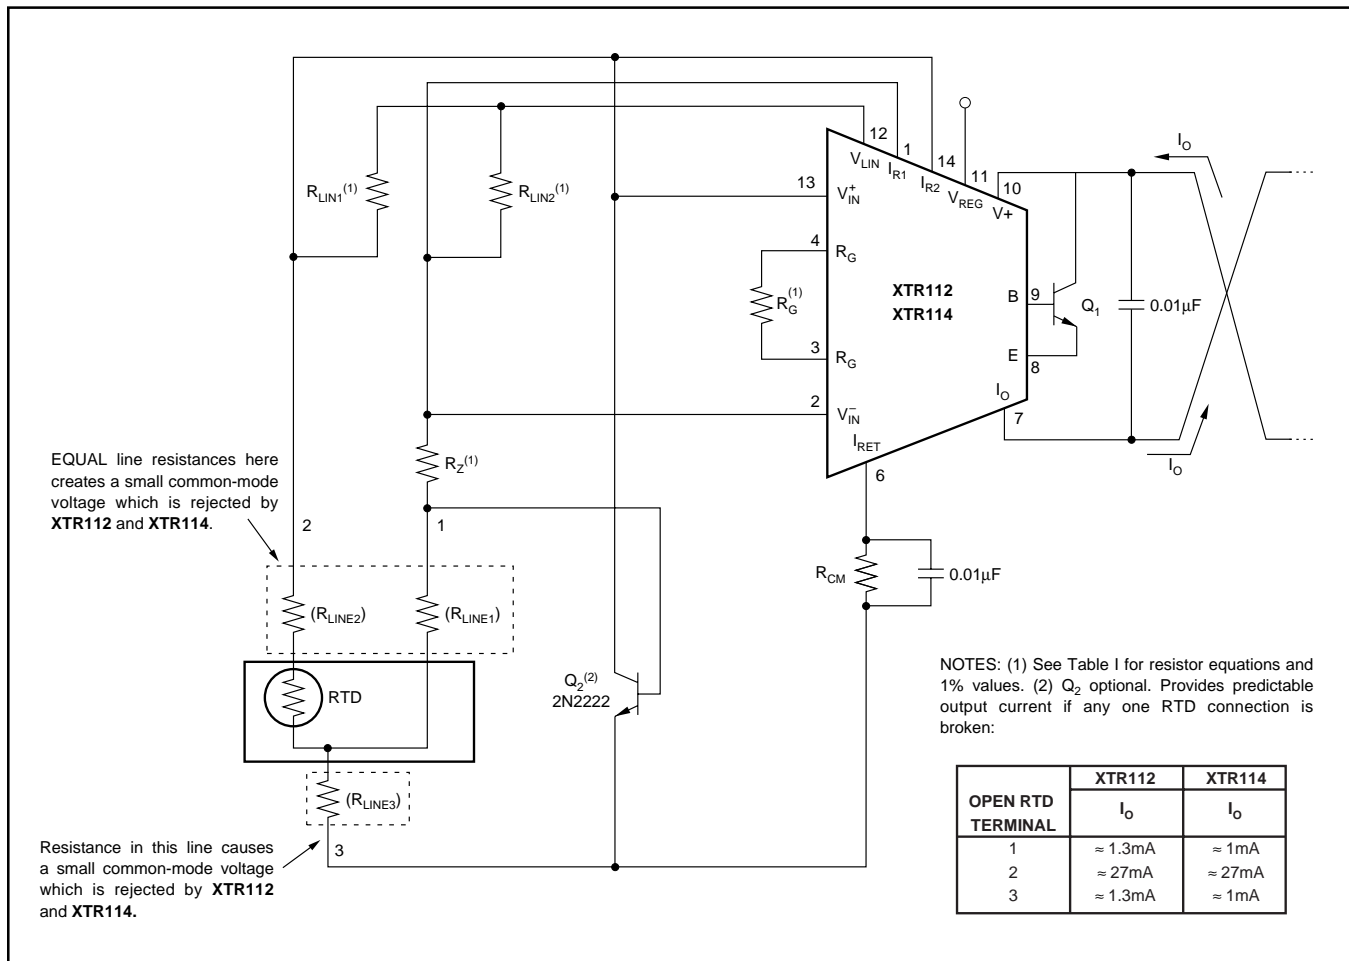 12
1
14
11
10
V_LIN
I_R1
I_R2
V_REG
V+
I_O
R_LIN1^(1)
R_LIN2^(1)
13
V_IN^+
4
R_G
R_G^(1)
XTR112
XTR114
B
9
Q_1
0.01µF
3
R_G
E
8
2
V_IN^−
I_O
7
I_RET
I_O
6
EQUAL line resistances here
creates a small common-mode
voltage which is rejected by
XTR112 and XTR114.
R_Z^(1)
2
1
R_CM
0.01µF
(R_LINE2)
(R_LINE1)
RTD
Q_2^(2)
2N2222
(R_LINE3)
3
Resistance in this line causes
a small common-mode voltage
which is rejected by XTR112
and XTR114.
NOTES: (1) See Table I for resistor equations and
1% values. (2) Q_2 optional. Provides predictable
output current if any one RTD connection is
broken:
XTR112 XTR114
OPEN RTD
TERMINAL I_O I_O
1 ≈ 1.3mA ≈ 1mA
2 ≈ 27mA ≈ 27mA
3 ≈ 1.3mA ≈ 1mA